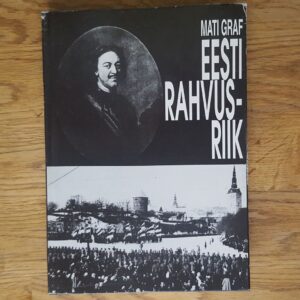 MATI GRAF
EESTI
RAHVUS-
RIIK